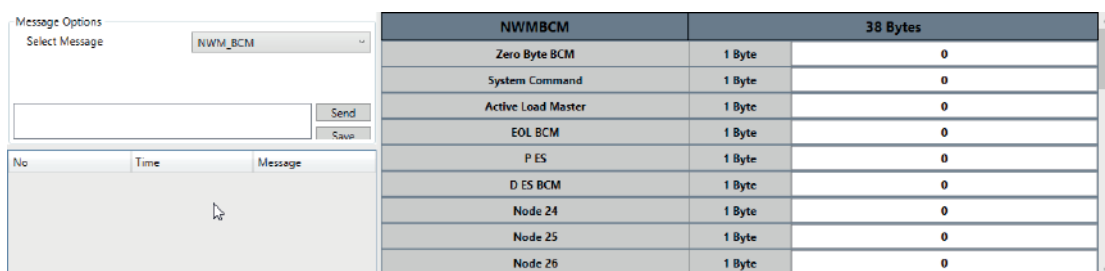 Message Options
Select Message NWM_BCM
Send
Save
No Time Message
NWMBCM 38 Bytes
Zero Byte BCM 1 Byte 0
System Command 1 Byte 0
Active Load Master 1 Byte 0
EOL BCM 1 Byte 0
P ES 1 Byte 0
D ES BCM 1 Byte 0
Node 24 1 Byte 0
Node 25 1 Byte 0
Node 26 1 Byte 0